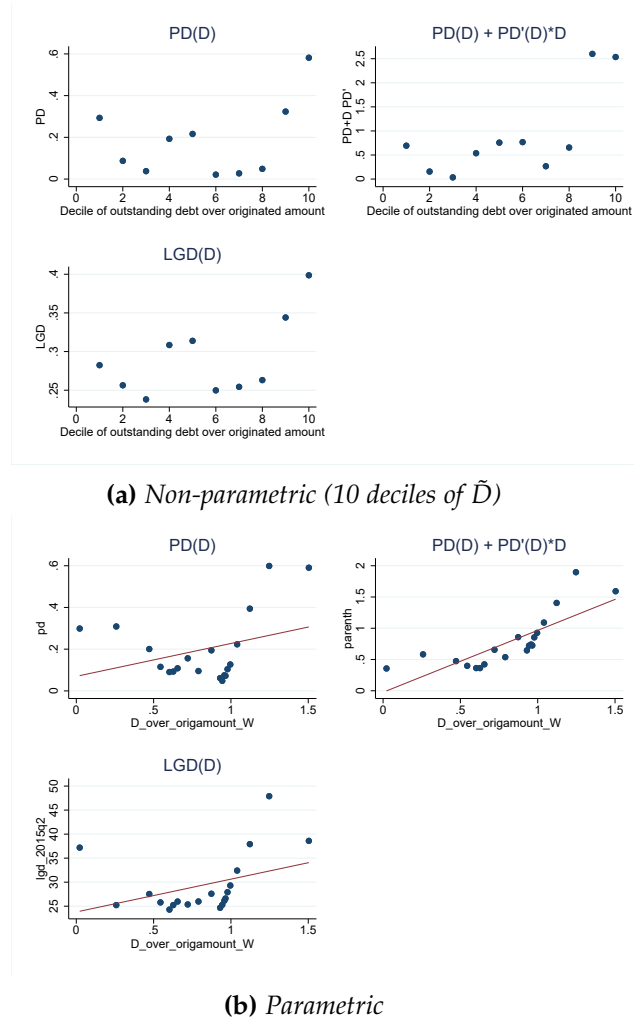 PD(D)
PD(D) + PD'(D)*D
PD
.6
.4
.2
0
0 2 4 6 8 10
Decile of outstanding debt over originated amount
PD+D PD'
2.5
2
1.5
1
.5
0
0 2 4 6 8 10
Decile of outstanding debt over originated amount
LGD(D)
LGD
.4
.35
.3
.25
0 2 4 6 8 10
Decile of outstanding debt over originated amount
(a) Non-parametric (10 deciles of D̃)
PD(D)
PD(D) + PD'(D)*D
pd
.6
.4
.2
0
0 .5 1 1.5
D_over_origamount_W
parenth
2
1.5
1
.5
0
0 .5 1 1.5
D_over_origamount_W
LGD(D)
lgd_2015q2
50
45
40
35
30
25
0 .5 1 1.5
D_over_origamount_W
(b) Parametric